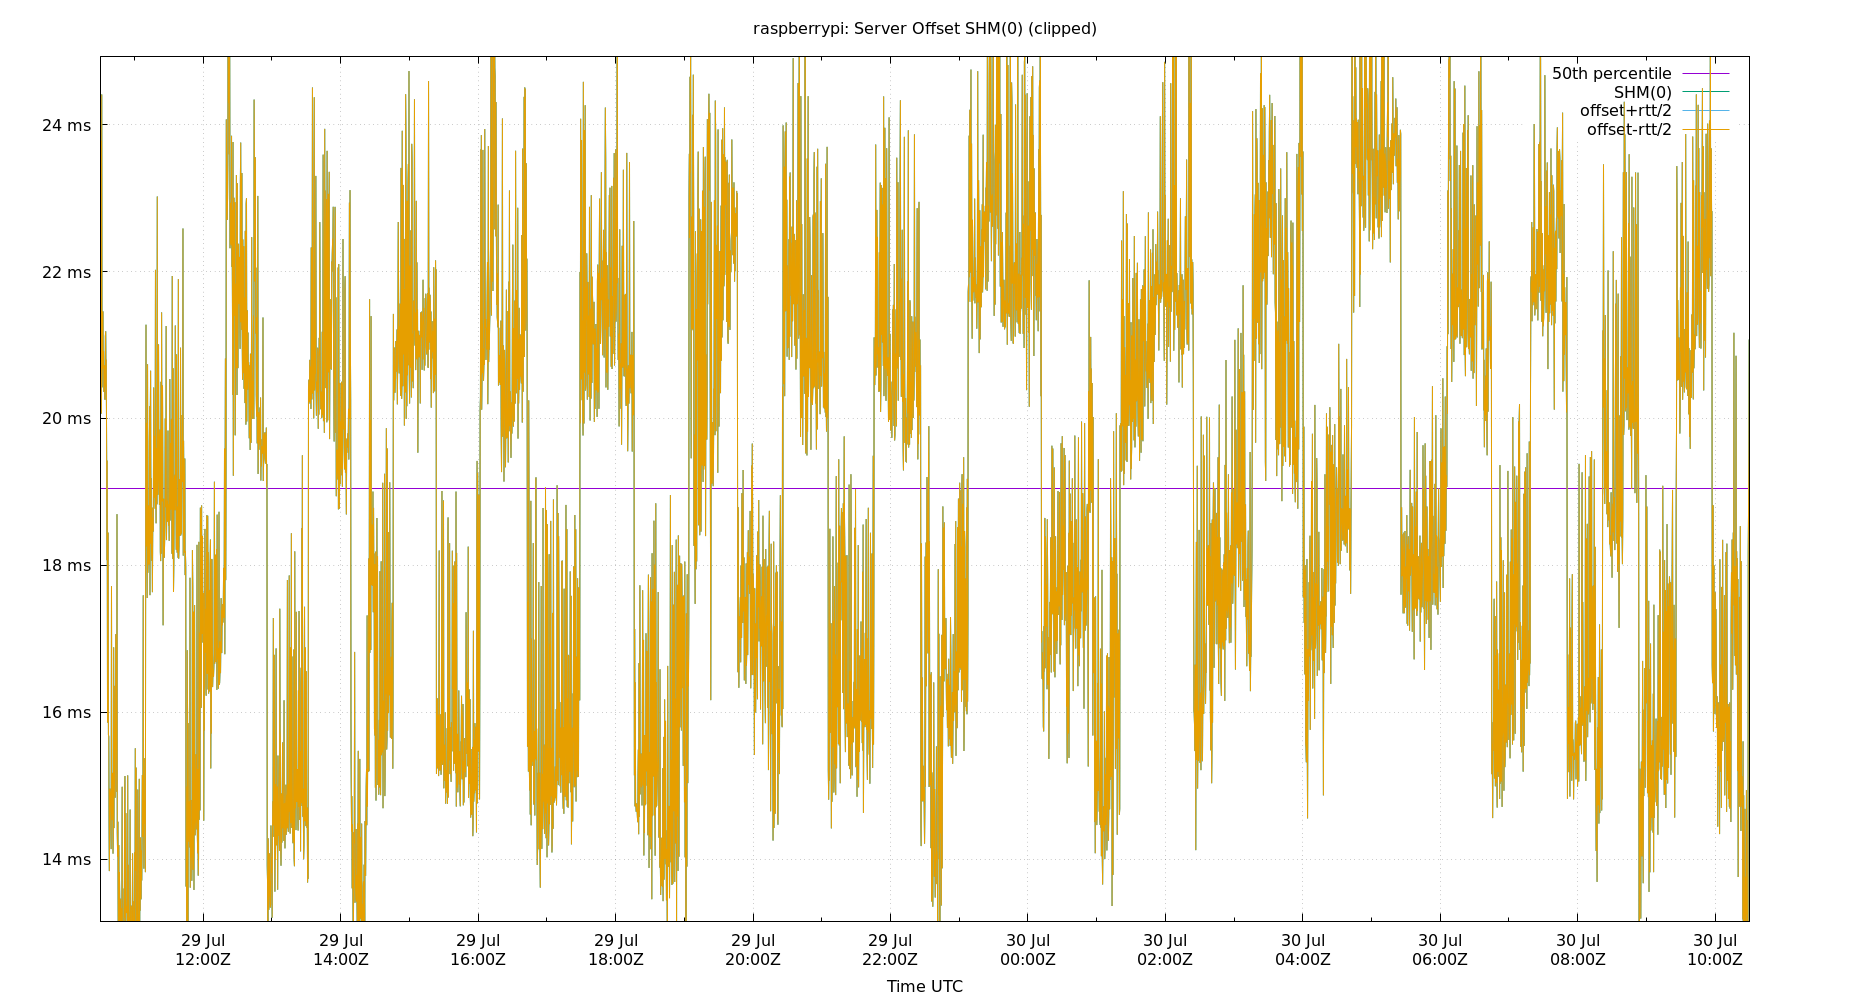 raspberrypi: Server Offset SHM(0) (clipped)
50th percentile
SHM(0)
offset+rtt/2
offset-rtt/2
24 ms
22 ms
20 ms
18 ms
16 ms
14 ms
29 Jul 29 Jul 29 Jul 29 Jul 29 Jul 29 Jul 30 Jul 30 Jul 30 Jul 30 Jul 30 Jul 30 Jul
12:00Z 14:00Z 16:00Z 18:00Z 20:00Z 22:00Z 00:00Z 02:00Z 04:00Z 06:00Z 08:00Z 10:00Z
Time UTC